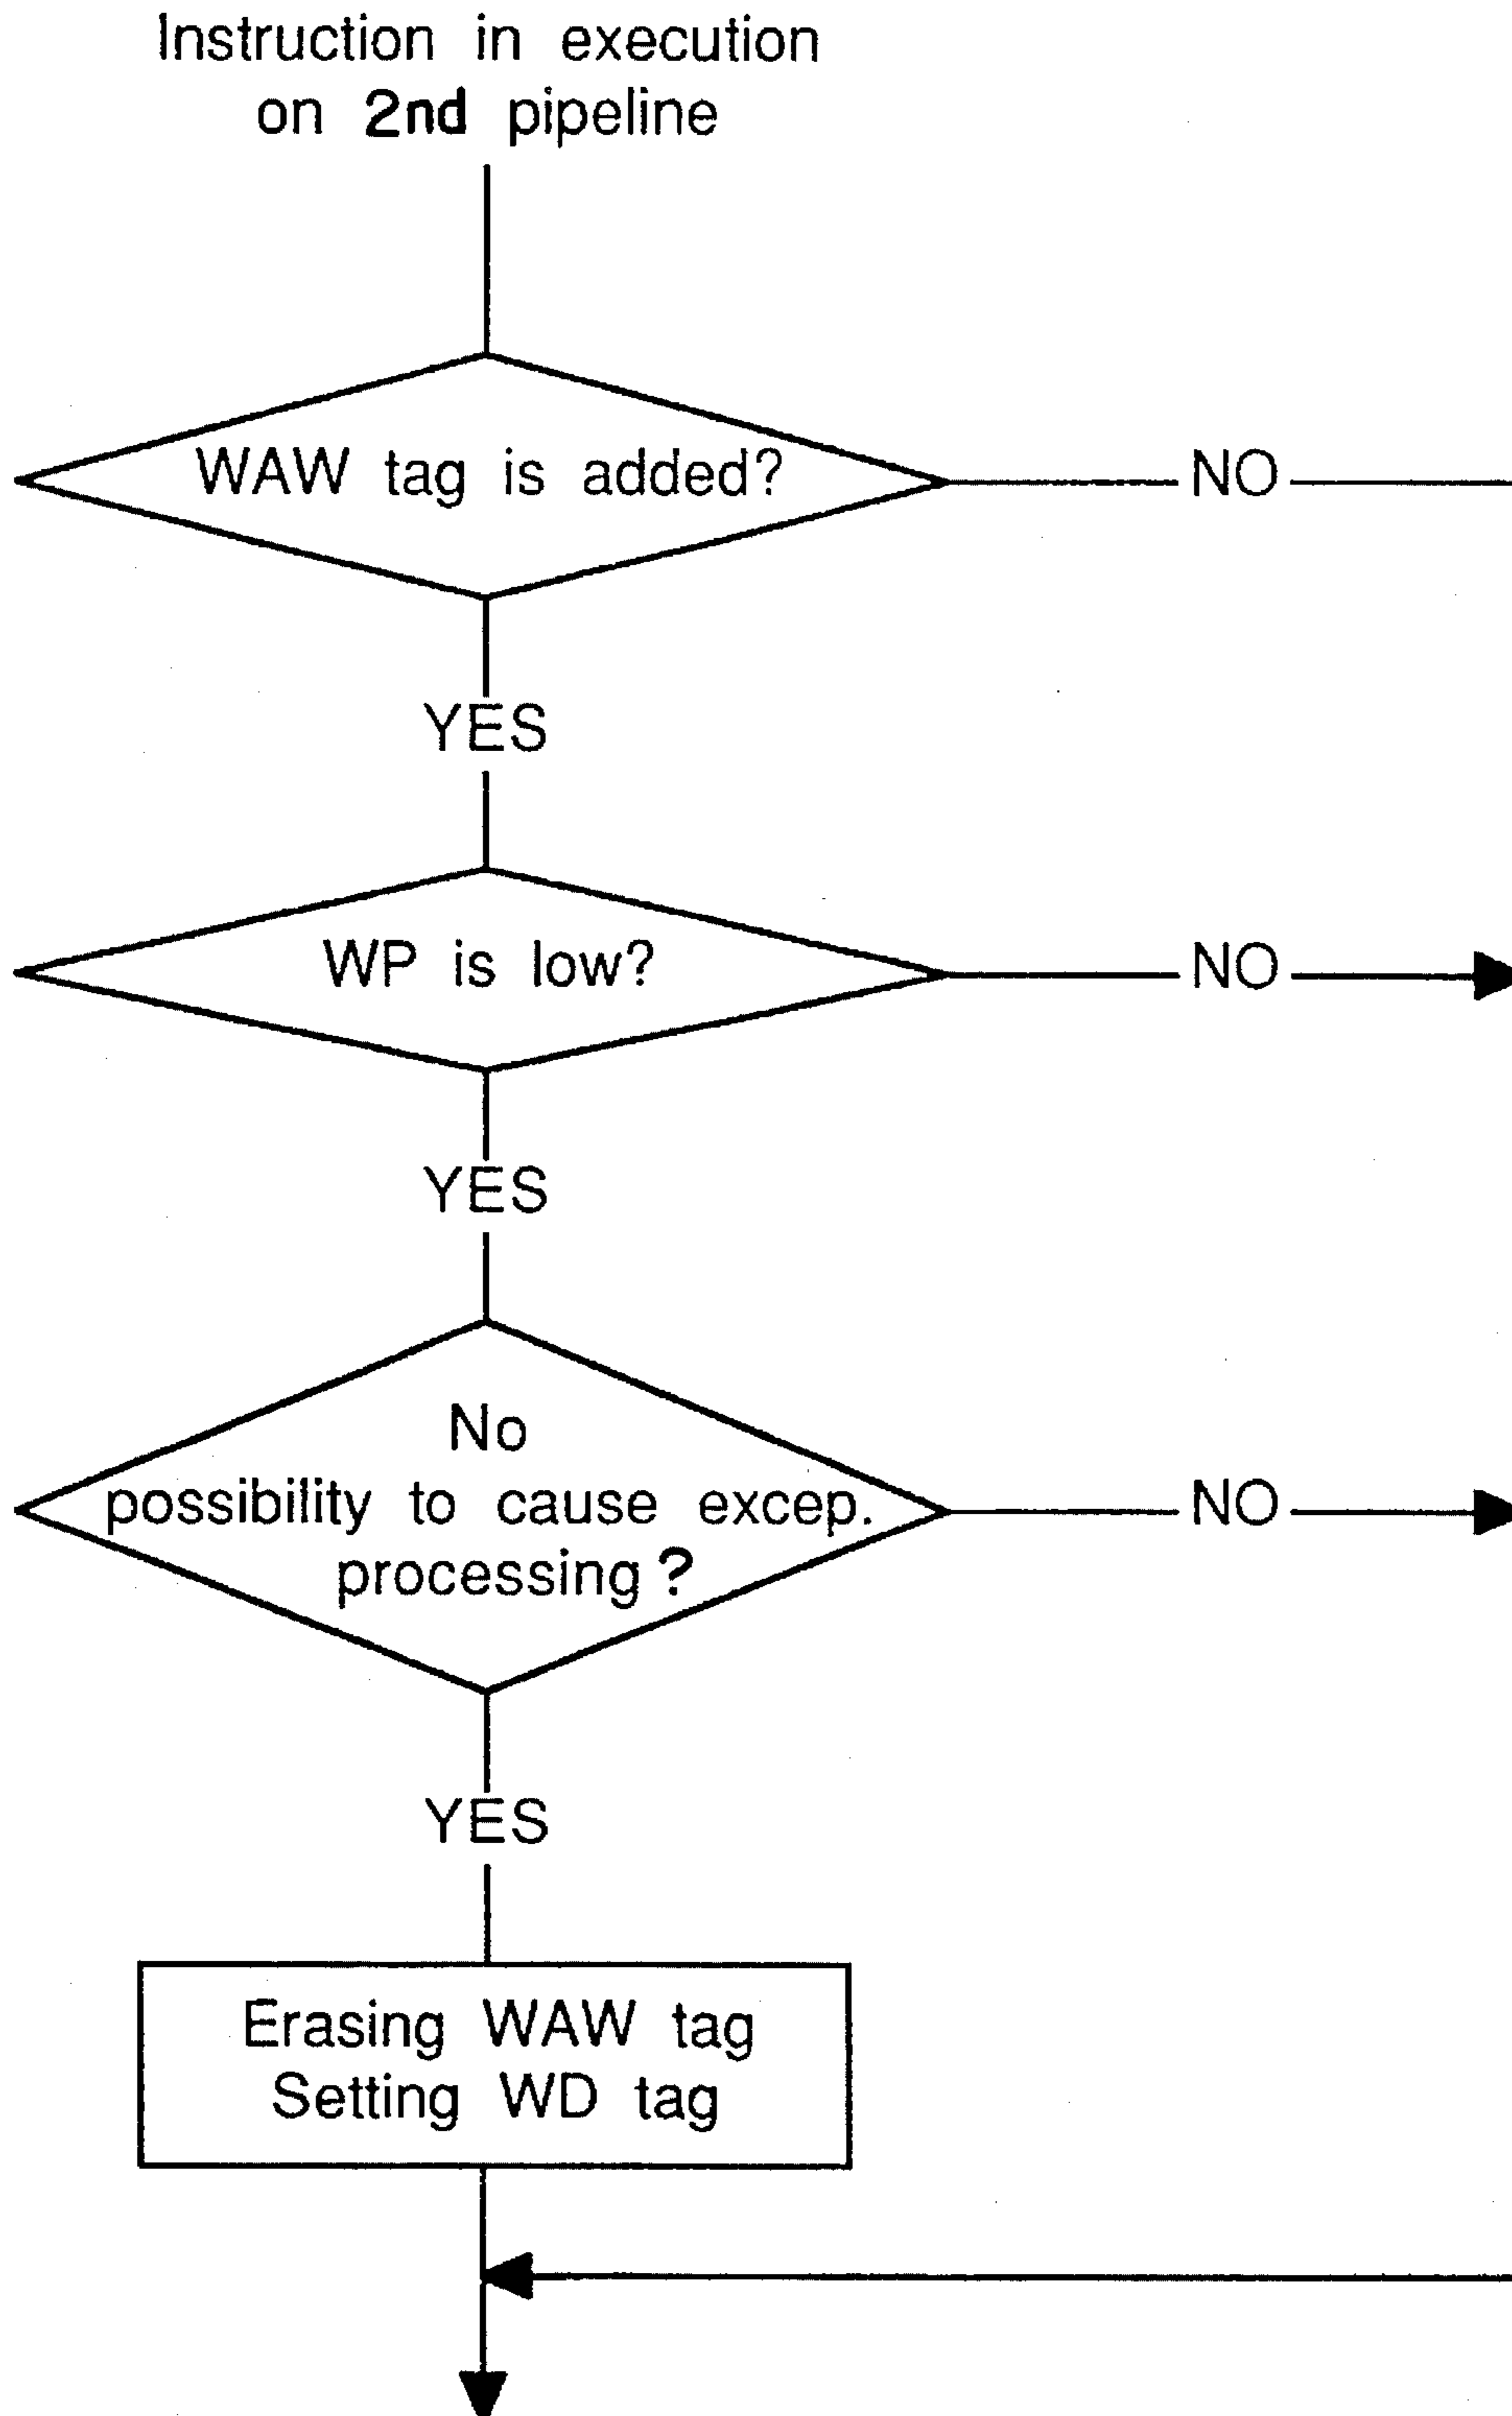 Instruction in execution
on 2nd pipeline
WAW tag is added?
NO
YES
WP is low?
NO
YES
No
possibility to cause excep.
processing ?
NO
YES
Erasing WAW tag
Setting WD tag